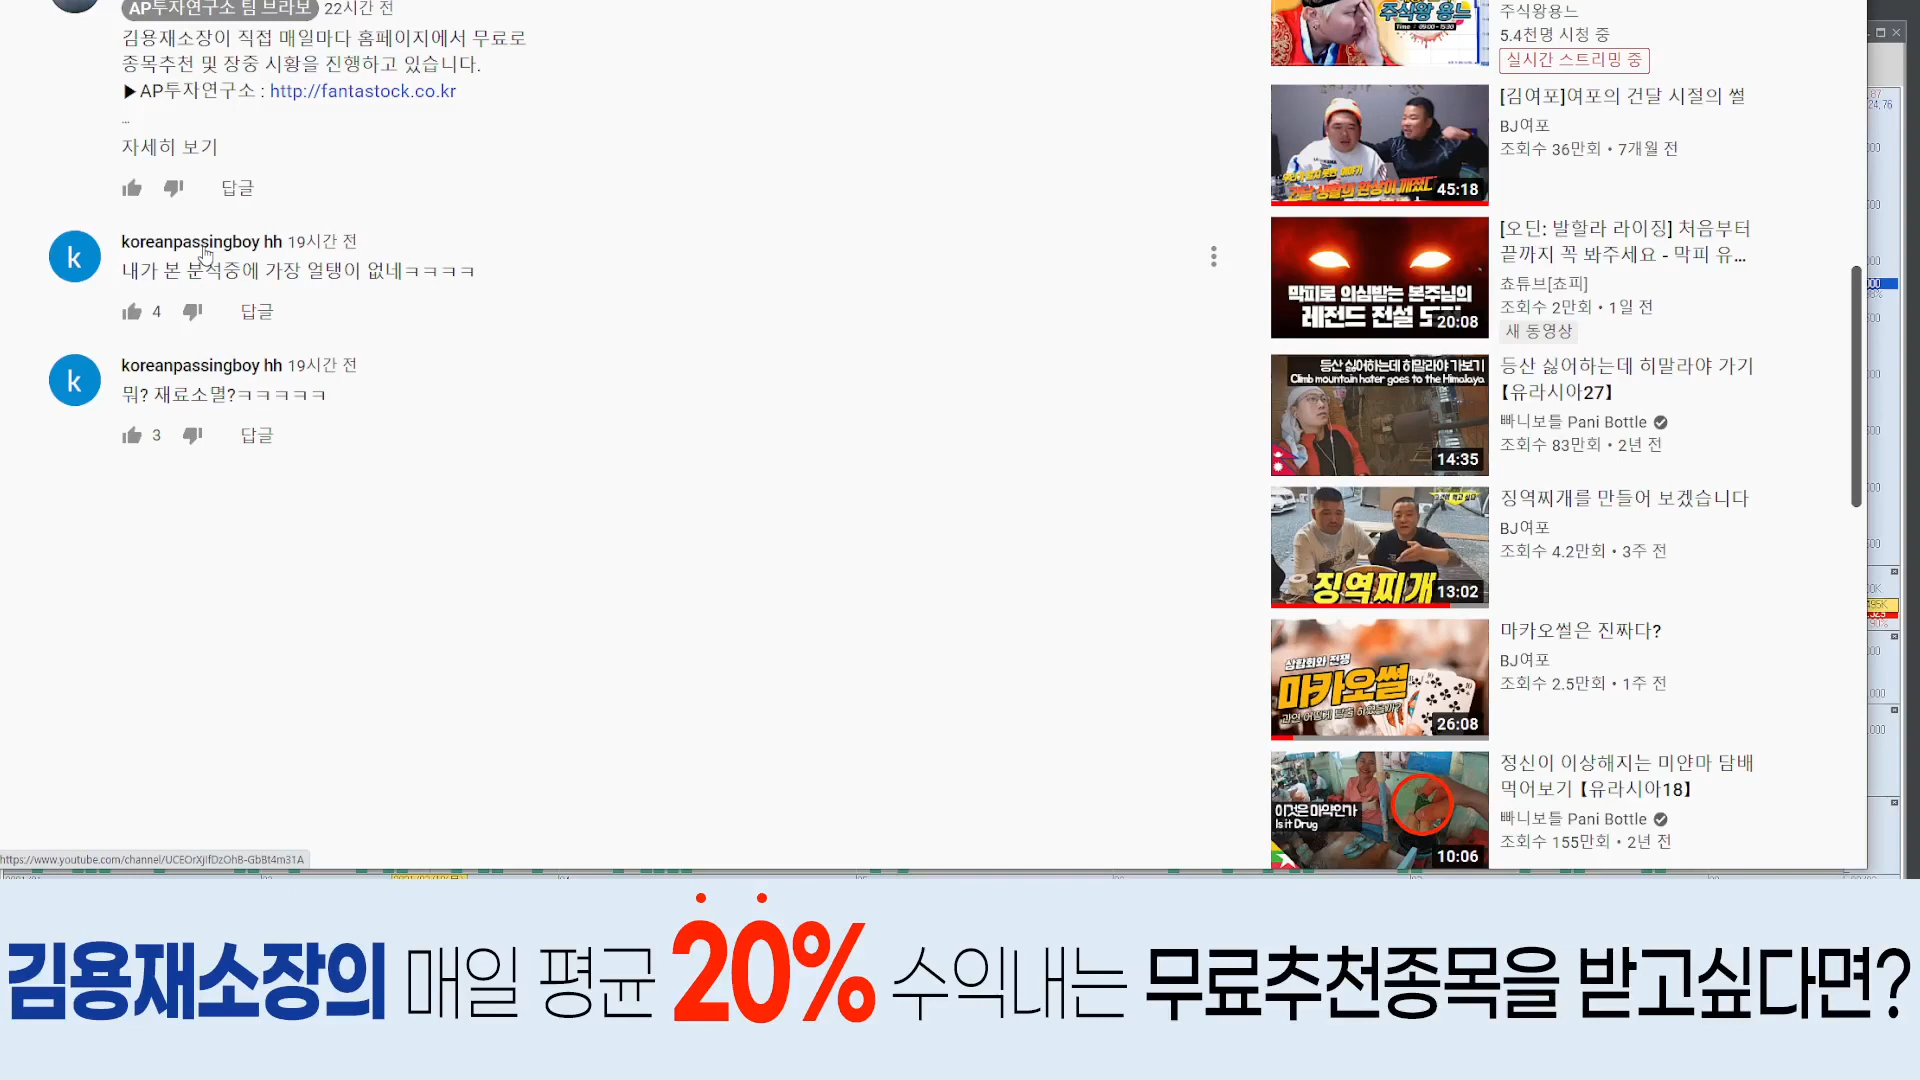 AP투자연구소 팀 브라보 22시간 전
김용재소장이 직접 매일마다 홈페이지에서 무료로
종목추천 및 장중 시황을 진행하고 있습니다.
▶AP투자연구소 : http://fantastock.co.kr
...
자세히 보기
답글
koreanpassingboy hh 19시간 전
내가 본 분석중에 가장 얼탱이 없네ㅋㅋㅋㅋ
4 답글
koreanpassingboy hh 19시간 전
뭐? 재료소멸?ㅋㅋㅋㅋㅋ
3 답글
k
k
주식왕 용느
주식왕용느
5.4천명 시청 중
실시간 스트리밍 중
[김여포]여포의 건달 시절의 썰
BJ여포
조회수 36만회 • 7개월 전
45:18
[오딘: 발할라 라이징] 처음부터
끝까지 꼭 봐주세요 - 막피 유...
쵸튜브[쵸피]
조회수 2만회 • 1일 전
새 동영상
막피로 의심받는 본주님의
레전드 전설
20:08
등산 싫어하는데 히말라야 가기
【유라시아27】
빠니보틀 Pani Bottle
조회수 83만회 • 2년 전
등산 싫어하는데 히말라야 가보기
Climb mountain hater goes to the Himalaya
14:35
징역찌개를 만들어 보겠습니다
BJ여포
조회수 4.2만회 • 3주 전
징역찌개
13:02
마카오썰은 진짜다?
BJ여포
조회수 2.5만회 • 1주 전
마카오썰
26:08
정신이 이상해지는 미얀마 담배
먹어보기【유라시아18】
빠니보틀 Pani Bottle
조회수 155만회 • 2년 전
이것은 마약인가
Is it Drug
10:06
https://www.youtube.com/channel/UCEOrXjIfDzOhB-GbBt4m31A
김용재소장의 매일 평균 20% 수익내는 무료추천종목을 받고싶다면?